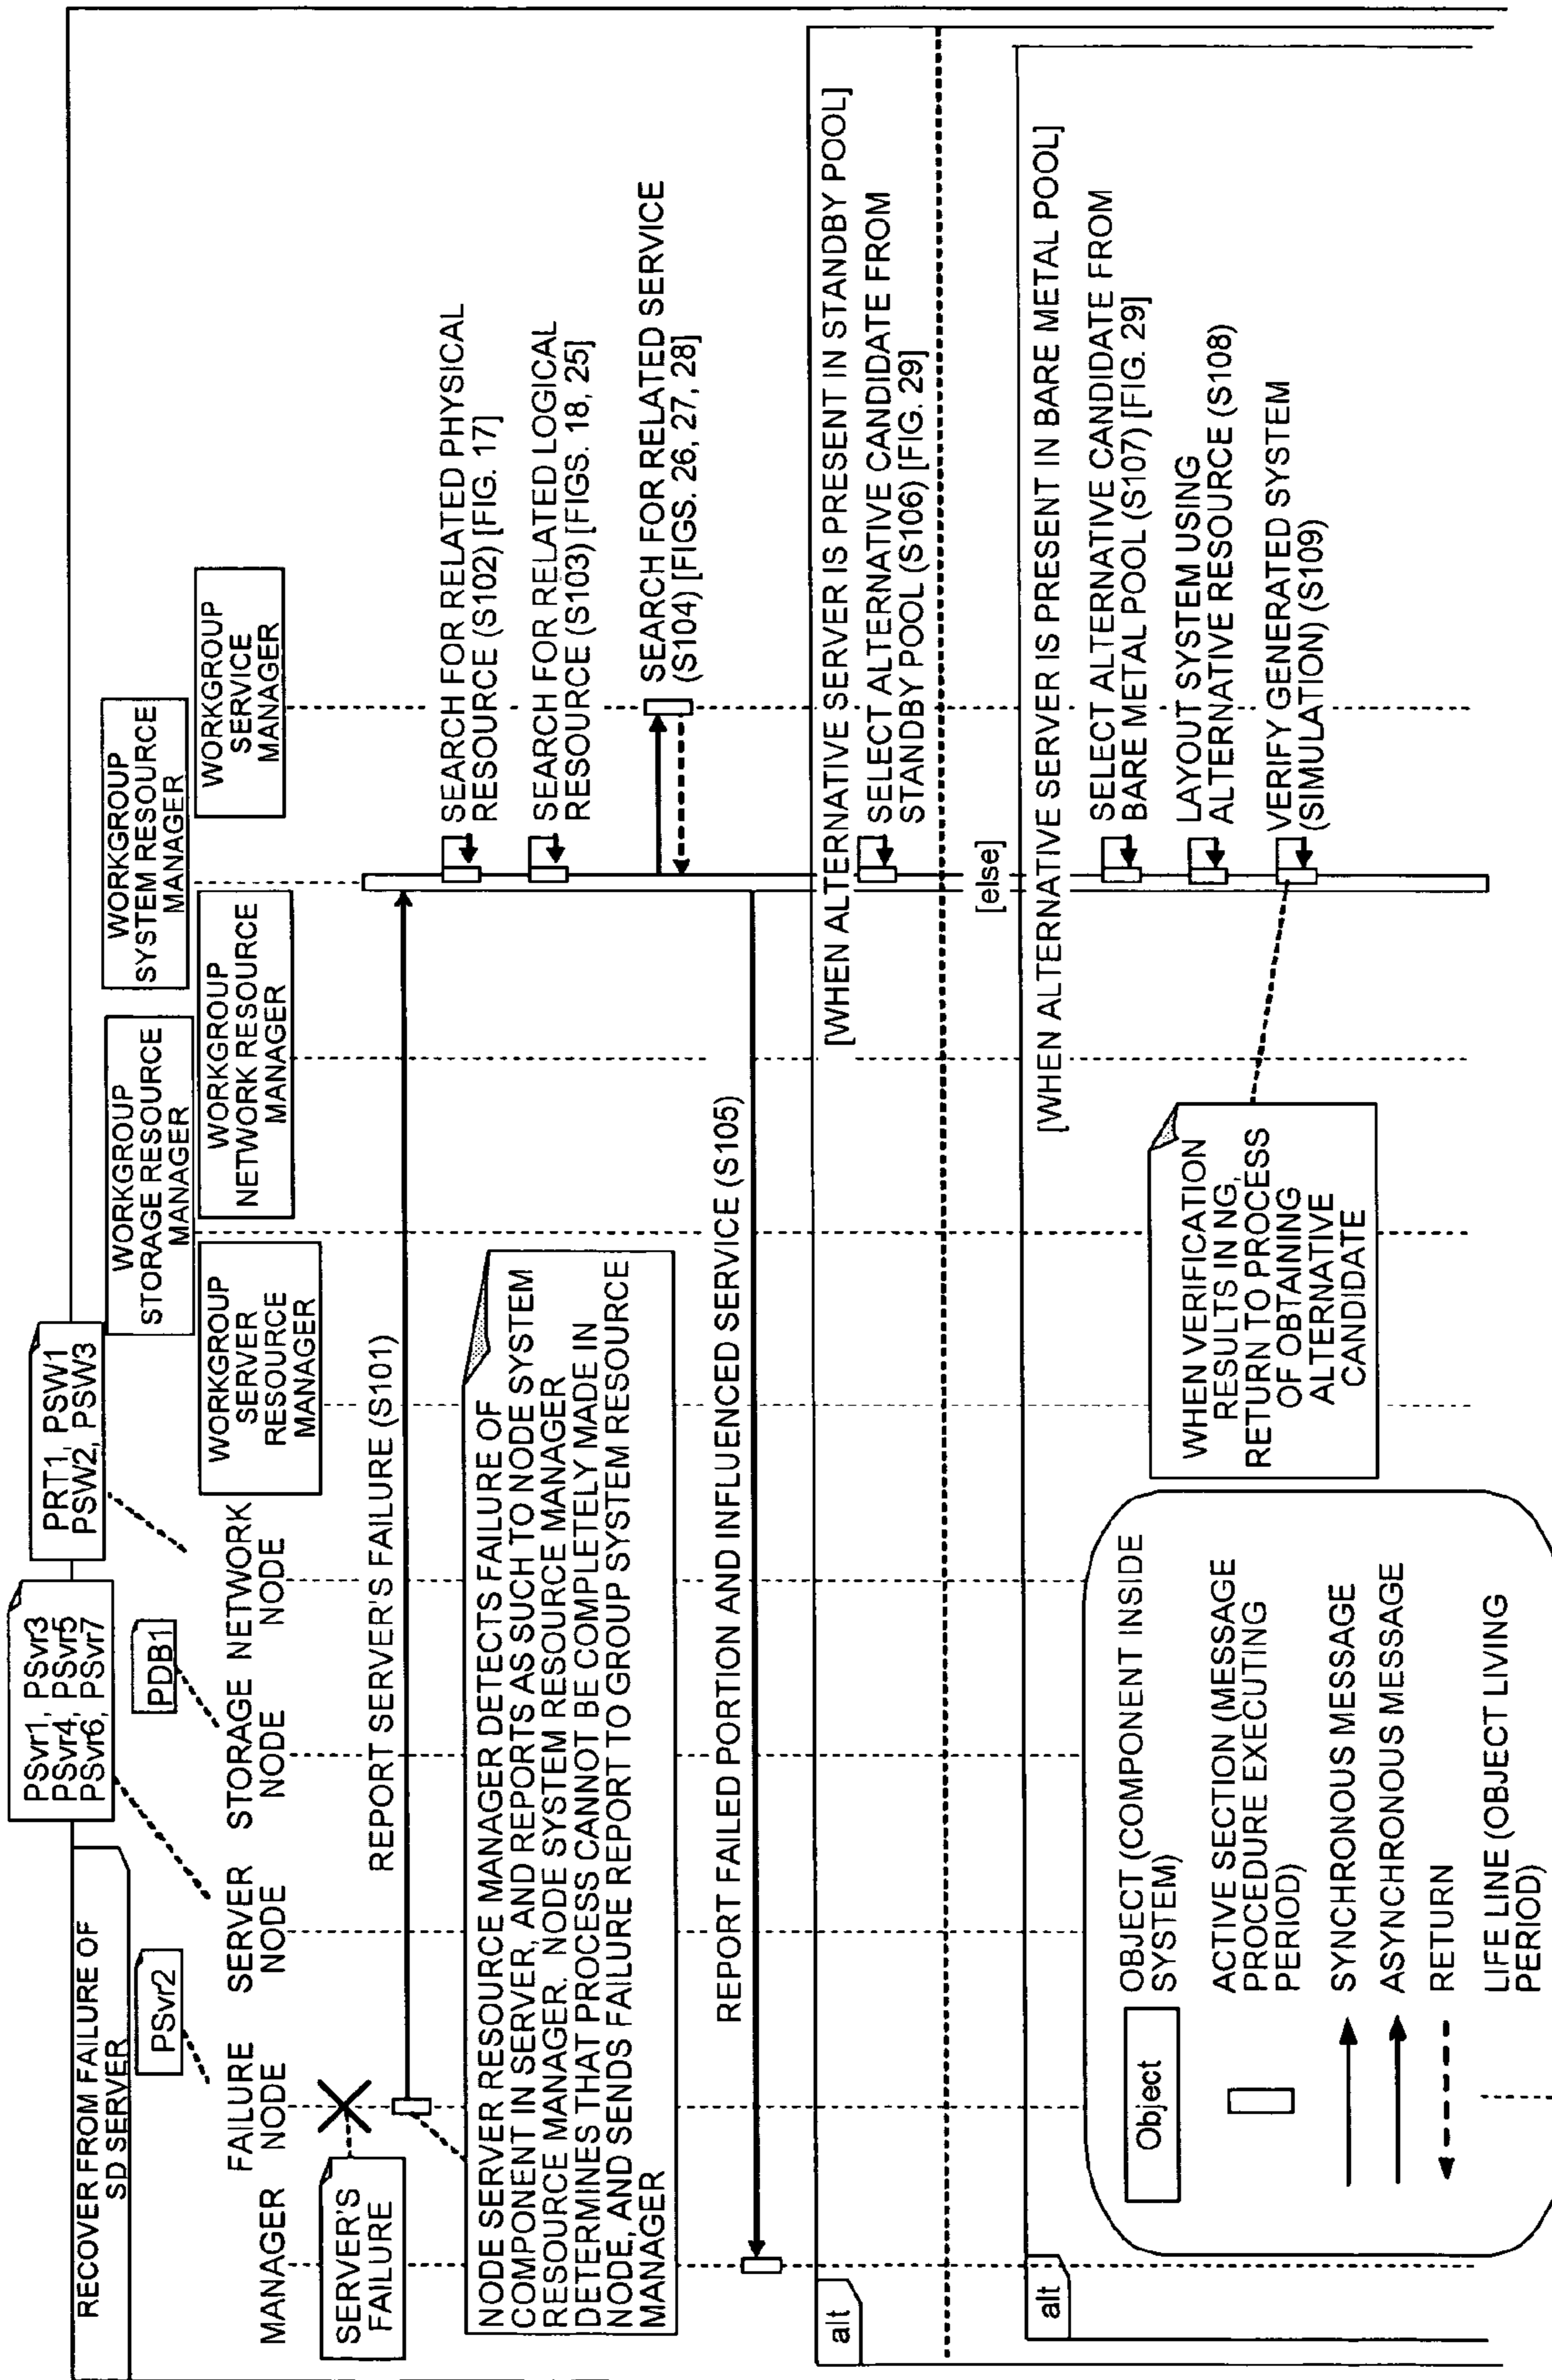 RECOVER FROM FAILURE OF
SD SERVER
PSvr2
PSvr1, PSvr3
PSvr4, PSvr5
PSvr6, PSvr7
PDB1
PRT1, PSW1
PSW2, PSW3
MANAGER
FAILURE
NODE
SERVER
NODE
STORAGE
NODE
NETWORK
NODE
WORKGROUP
SERVER
RESOURCE
MANAGER
WORKGROUP
STORAGE RESOURCE
MANAGER
WORKGROUP
NETWORK RESOURCE
MANAGER
WORKGROUP
SYSTEM RESOURCE
MANAGER
WORKGROUP
SERVICE
MANAGER
SERVER'S
FAILURE
REPORT SERVER'S FAILURE (S101)
NODE SERVER RESOURCE MANAGER DETECTS FAILURE OF
COMPONENT IN SERVER, AND REPORTS AS SUCH TO NODE SYSTEM
RESOURCE MANAGER. NODE SYSTEM RESOURCE MANAGER
DETERMINES THAT PROCESS CANNOT BE COMPLETELY MADE IN
NODE, AND SENDS FAILURE REPORT TO GROUP SYSTEM RESOURCE
MANAGER
SEARCH FOR RELATED PHYSICAL
RESOURCE (S102) [FIG. 17]
SEARCH FOR RELATED LOGICAL
RESOURCE (S103) [FIGS. 18, 25]
SEARCH FOR RELATED SERVICE
(S104) [FIGS. 26, 27, 28]
REPORT FAILED PORTION AND INFLUENCED SERVICE (S105)
alt
[WHEN ALTERNATIVE SERVER IS PRESENT IN STANDBY POOL]
SELECT ALTERNATIVE CANDIDATE FROM
STANDBY POOL (S106) [FIG. 29]
[else]
alt
[WHEN ALTERNATIVE SERVER IS PRESENT IN BARE METAL POOL]
SELECT ALTERNATIVE CANDIDATE FROM
BARE METAL POOL (S107) [FIG. 29]
LAYOUT SYSTEM USING
ALTERNATIVE RESOURCE (S108)
VERIFY GENERATED SYSTEM
(SIMULATION) (S109)
WHEN VERIFICATION
RESULTS IN NG,
RETURN TO PROCESS
OF OBTAINING
ALTERNATIVE
CANDIDATE
Object
OBJECT (COMPONENT INSIDE
SYSTEM)
ACTIVE SECTION (MESSAGE
PROCEDURE EXECUTING
PERIOD)
SYNCHRONOUS MESSAGE
ASYNCHRONOUS MESSAGE
RETURN
LIFE LINE (OBJECT LIVING
PERIOD)